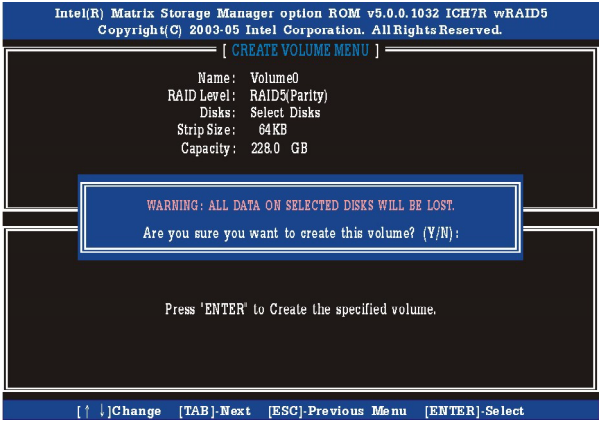 Intel(R) Matrix Storage Manager option ROM v5.0.0.1032 ICH7R wRAID5
Copyright(C) 2003-05 Intel Corporation. All Rights Reserved.
[ CREATE VOLUME MENU ]
Name: Volume0
RAID Level: RAID5(Parity)
Disks: Select Disks
Strip Size: 64KB
Capacity: 228.0 GB
WARNING: ALL DATA ON SELECTED DISKS WILL BE LOST.
Are you sure you want to create this volume? (Y/N):
Press "ENTER" to Create the specified volume.
[↑↓]Change [TAB]-Next [ESC]-Previous Menu [ENTER]-Select